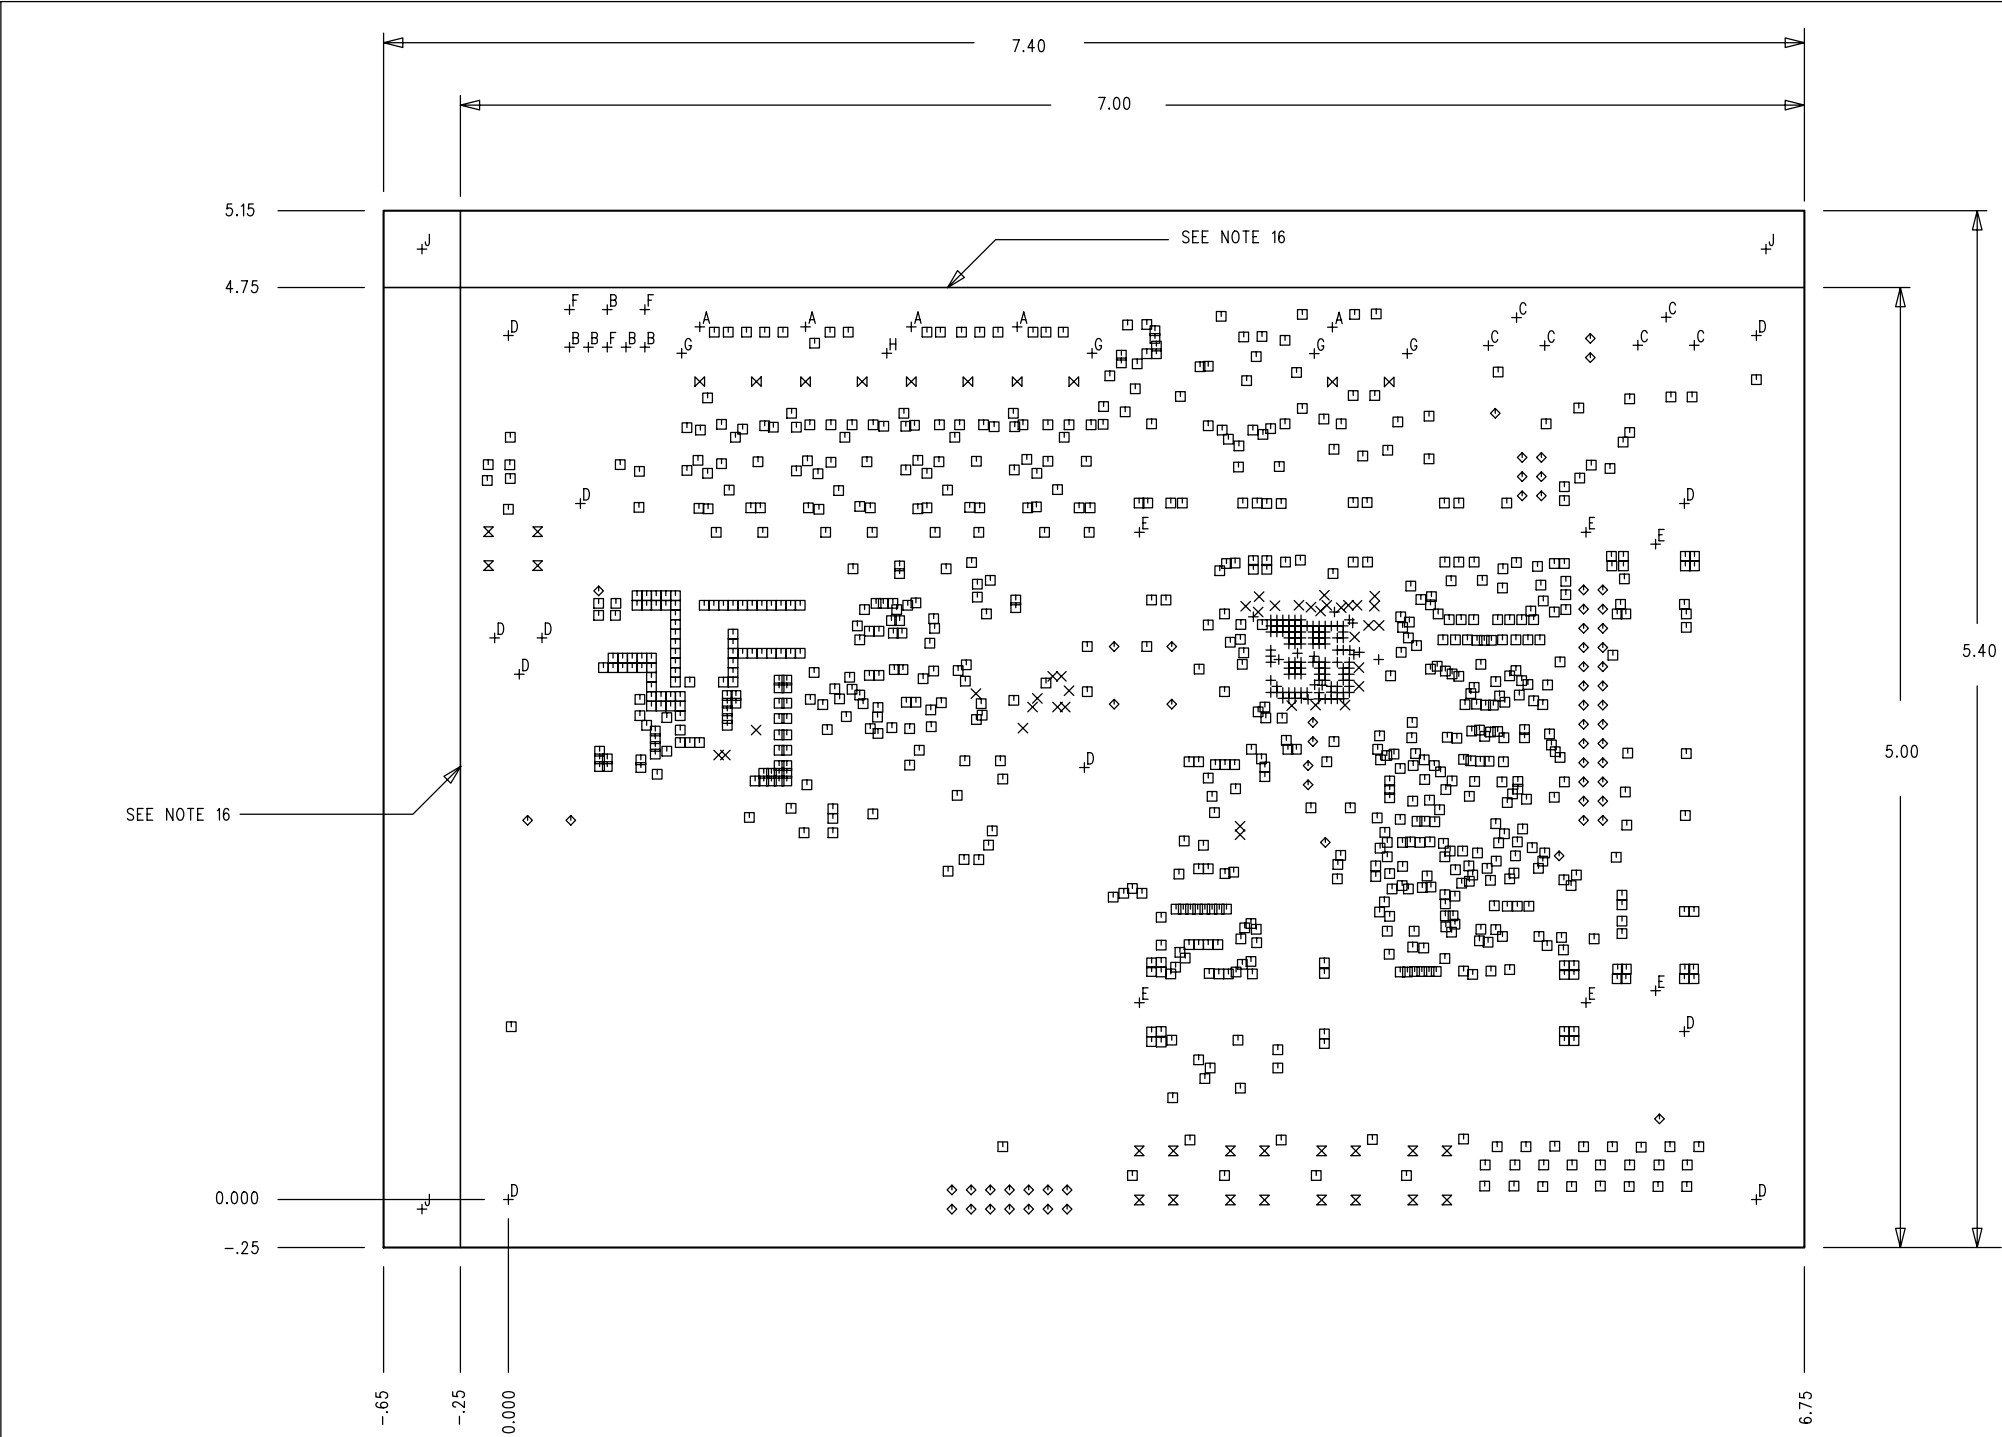 7.40
7.00
5.15
J J
SEE NOTE 16
4.75
F B F
C C
A A A A A
D D
B B F B B
C C C C
G H G G G
D D
E E E
D D
5.40
D
5.00
D
SEE NOTE 16
E E E
D
D D
0.000
J
-.25
-.65
-.25
0.000
6.75